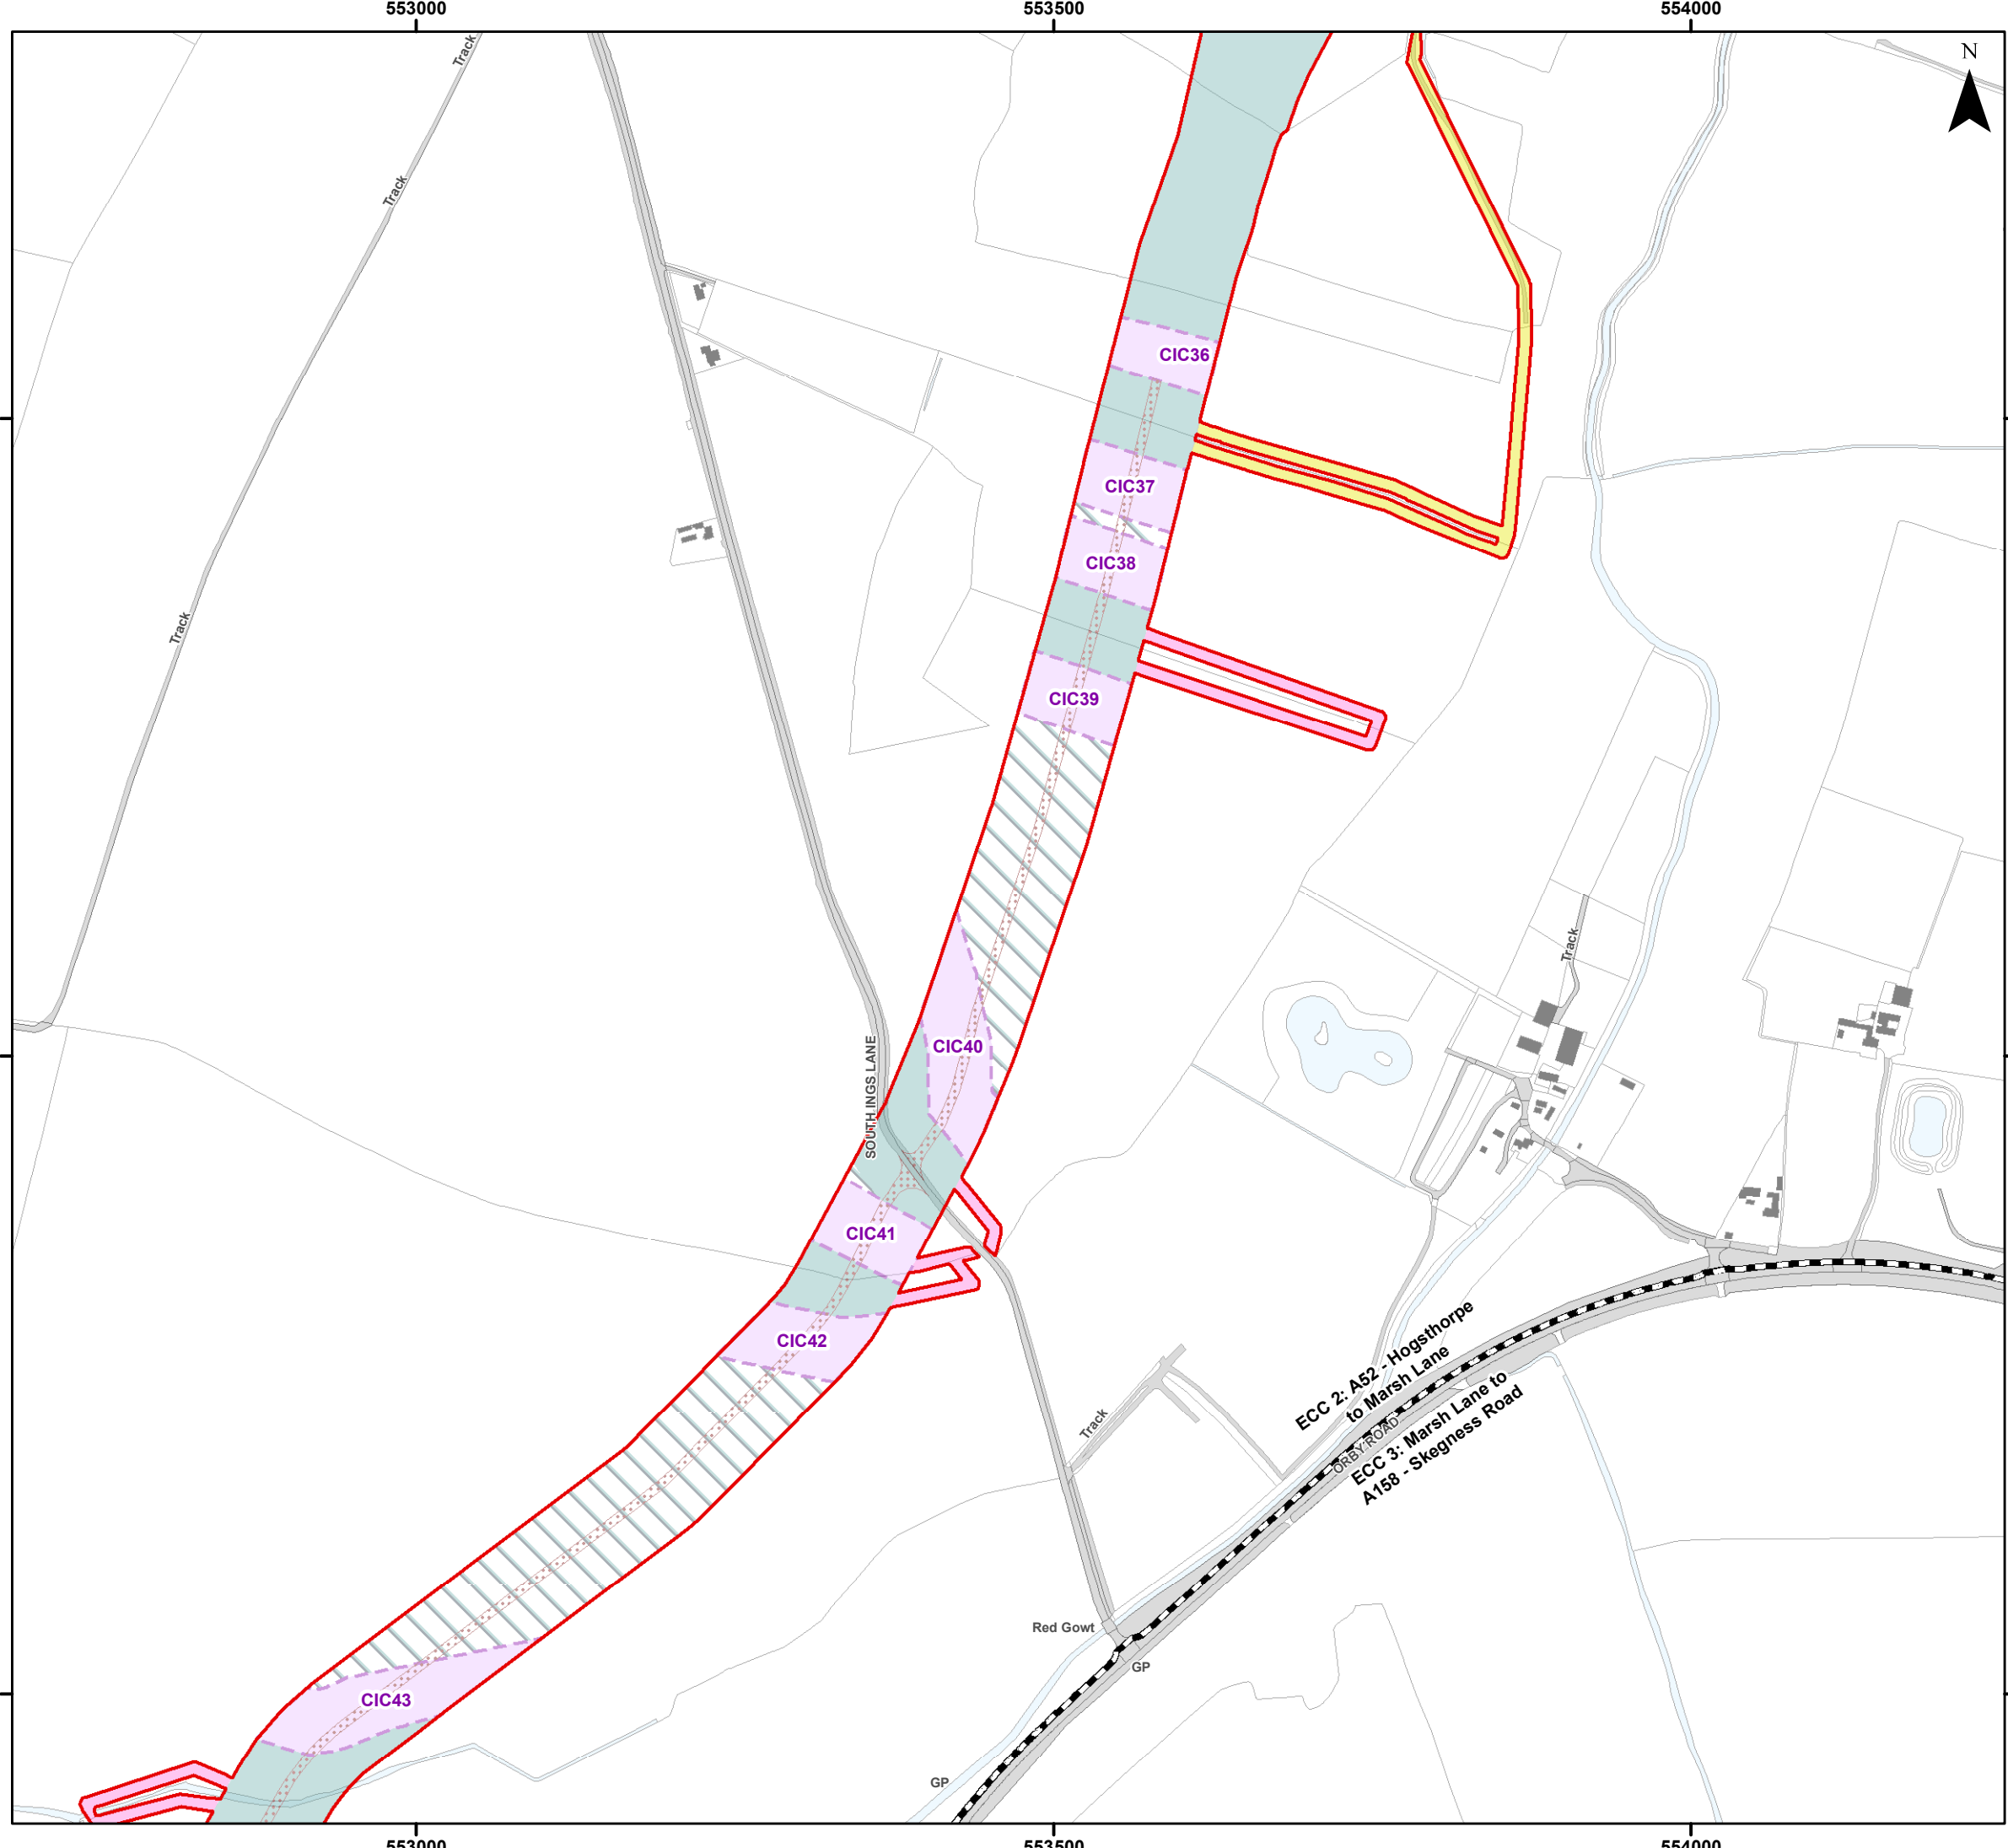 553000
553500
554000
N
Track
Track
CIC36
CIC37
CIC38
Track
CIC39
Track
CIC40
SOUTH INGS LANE
CIC41
CIC42
ECC 2: A52 - Hogsthorpe
to Marsh Lane
ORBY ROAD
ECC 3: Marsh Lane to
A158 - Skegness Road
Track
Red Gowt
GP
CIC43
GP
553000
553500
554000